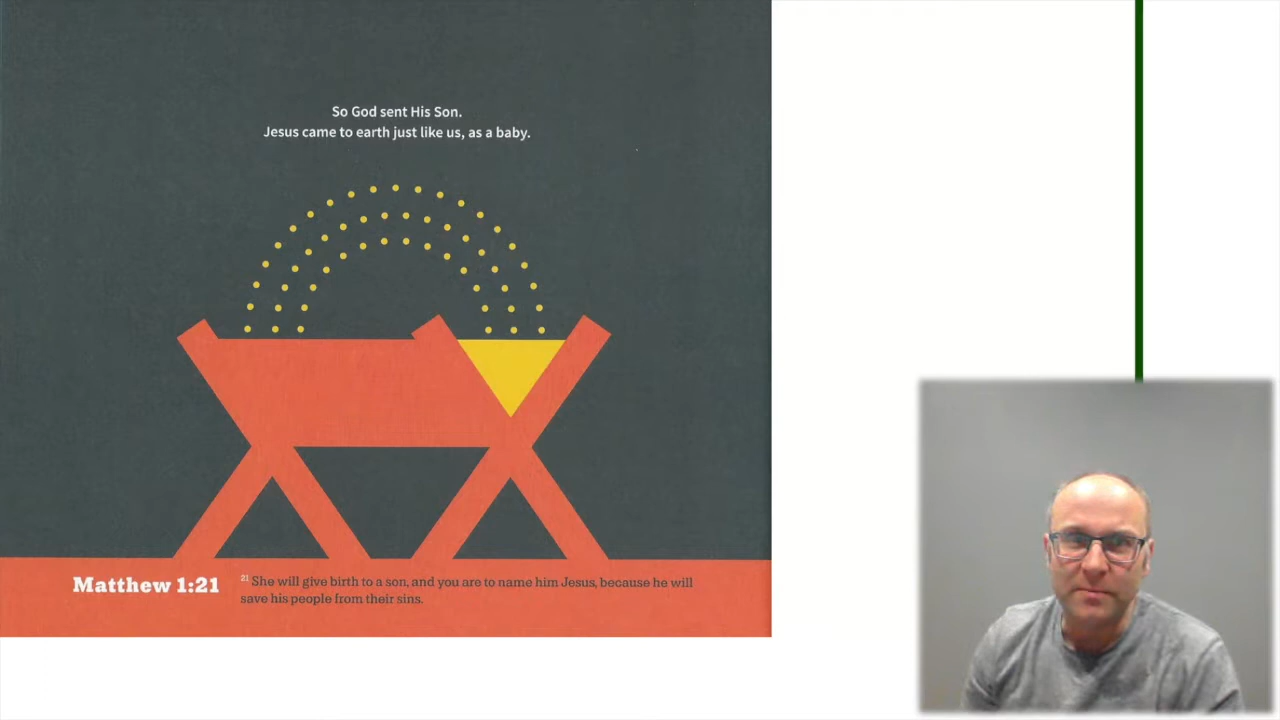 So God sent His Son.
Jesus came to earth just like us, as a baby.
Matthew 1:21
21 She will give birth to a son, and you are to name him Jesus, because he will
save his people from their sins.